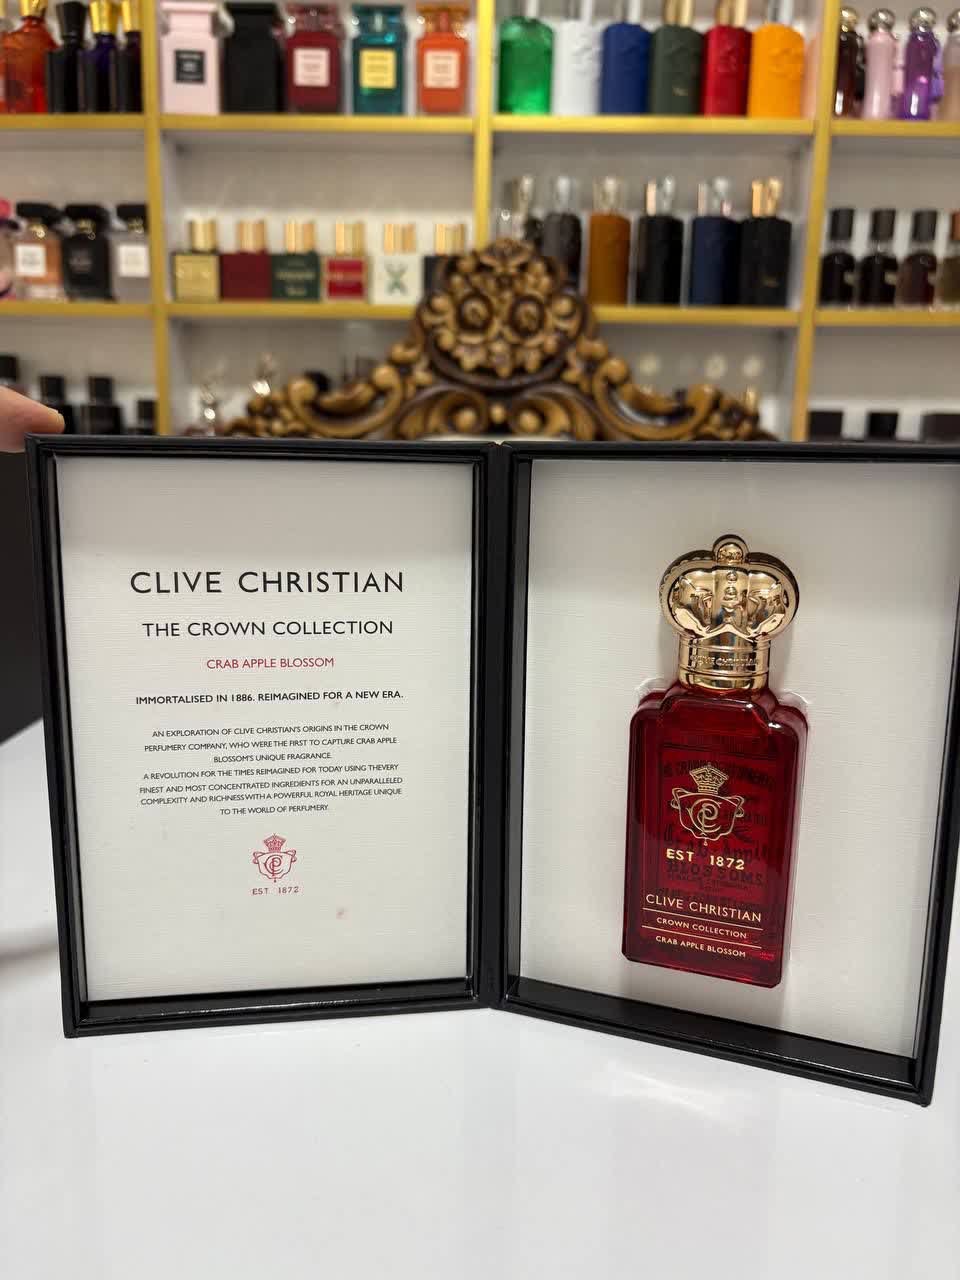 CLIVE CHRISTIAN
THE CROWN COLLECTION
CRAB APPLE BLOSSOM
IMMORTALISED IN 1886. REIMAGINED FOR A NEW ERA.
AN EXPLORATION OF CLIVE CHRISTIAN'S ORIGINS IN THE CROWN
PERFUMERY COMPANY, WHO WERE THE FIRST TO CAPTURE CRAB APPLE
BLOSSOM'S UNIQUE FRAGRANCE.
A REVOLUTION FOR THE TIMES REIMAGINED FOR TODAY USING THEVERY
FINEST AND MOST CONCENTRATED INGREDIENTS FOR AN UNPARALLELED
COMPLEXITY AND RICHNESS WITH A POWERFUL ROYAL HERITAGE UNIQUE
TO THE WORLD OF PERFUMERY.
EST 1872
CLIVE CHRISTIAN
EST 1872
BLOSSOMS
CLIVE CHRISTIAN
CROWN COLLECTION
CRAB APPLE BLOSSOM